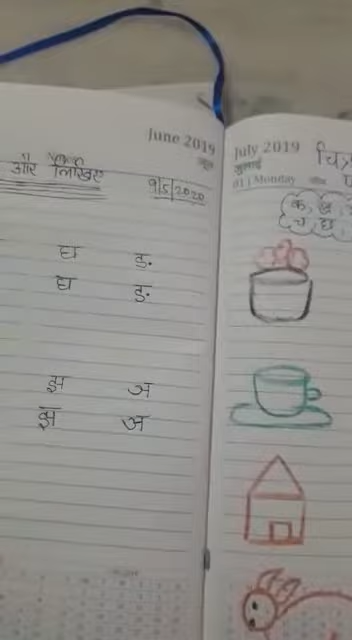 June 2019
जून
और लिखिए
9/5/2020
घ ङ
घ ङ
झ ञ
झ ञ
July 2019
जुलाई
01 | Monday
क, ख
च, छ